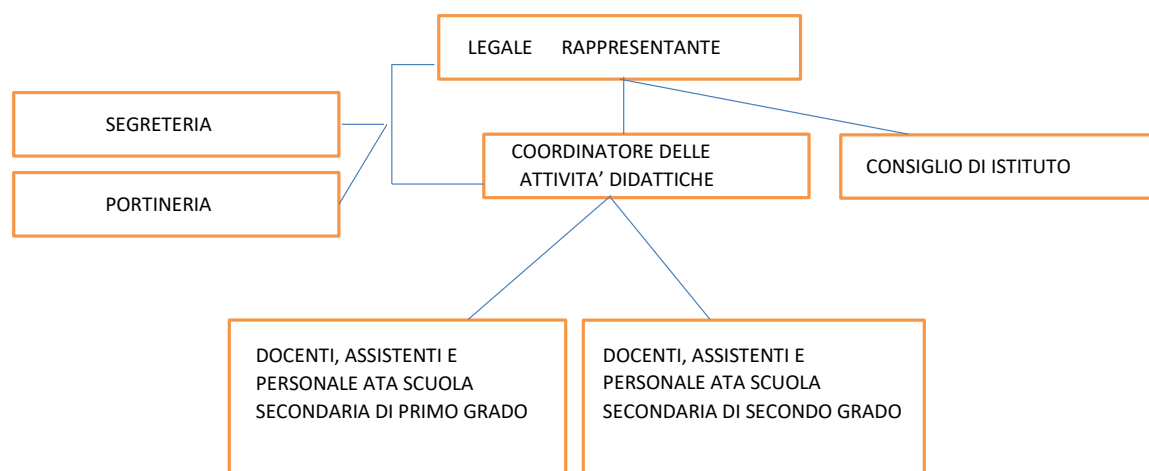 LEGALE RAPPRESENTANTE
SEGRETERIA
COORDINATORE DELLE
ATTIVITA’ DIDATTICHE
CONSIGLIO DI ISTITUTO
PORTINERIA
DOCENTI, ASSISTENTI E
PERSONALE ATA SCUOLA
SECONDARIA DI PRIMO GRADO
DOCENTI, ASSISTENTI E
PERSONALE ATA SCUOLA
SECONDARIA DI SECONDO GRADO